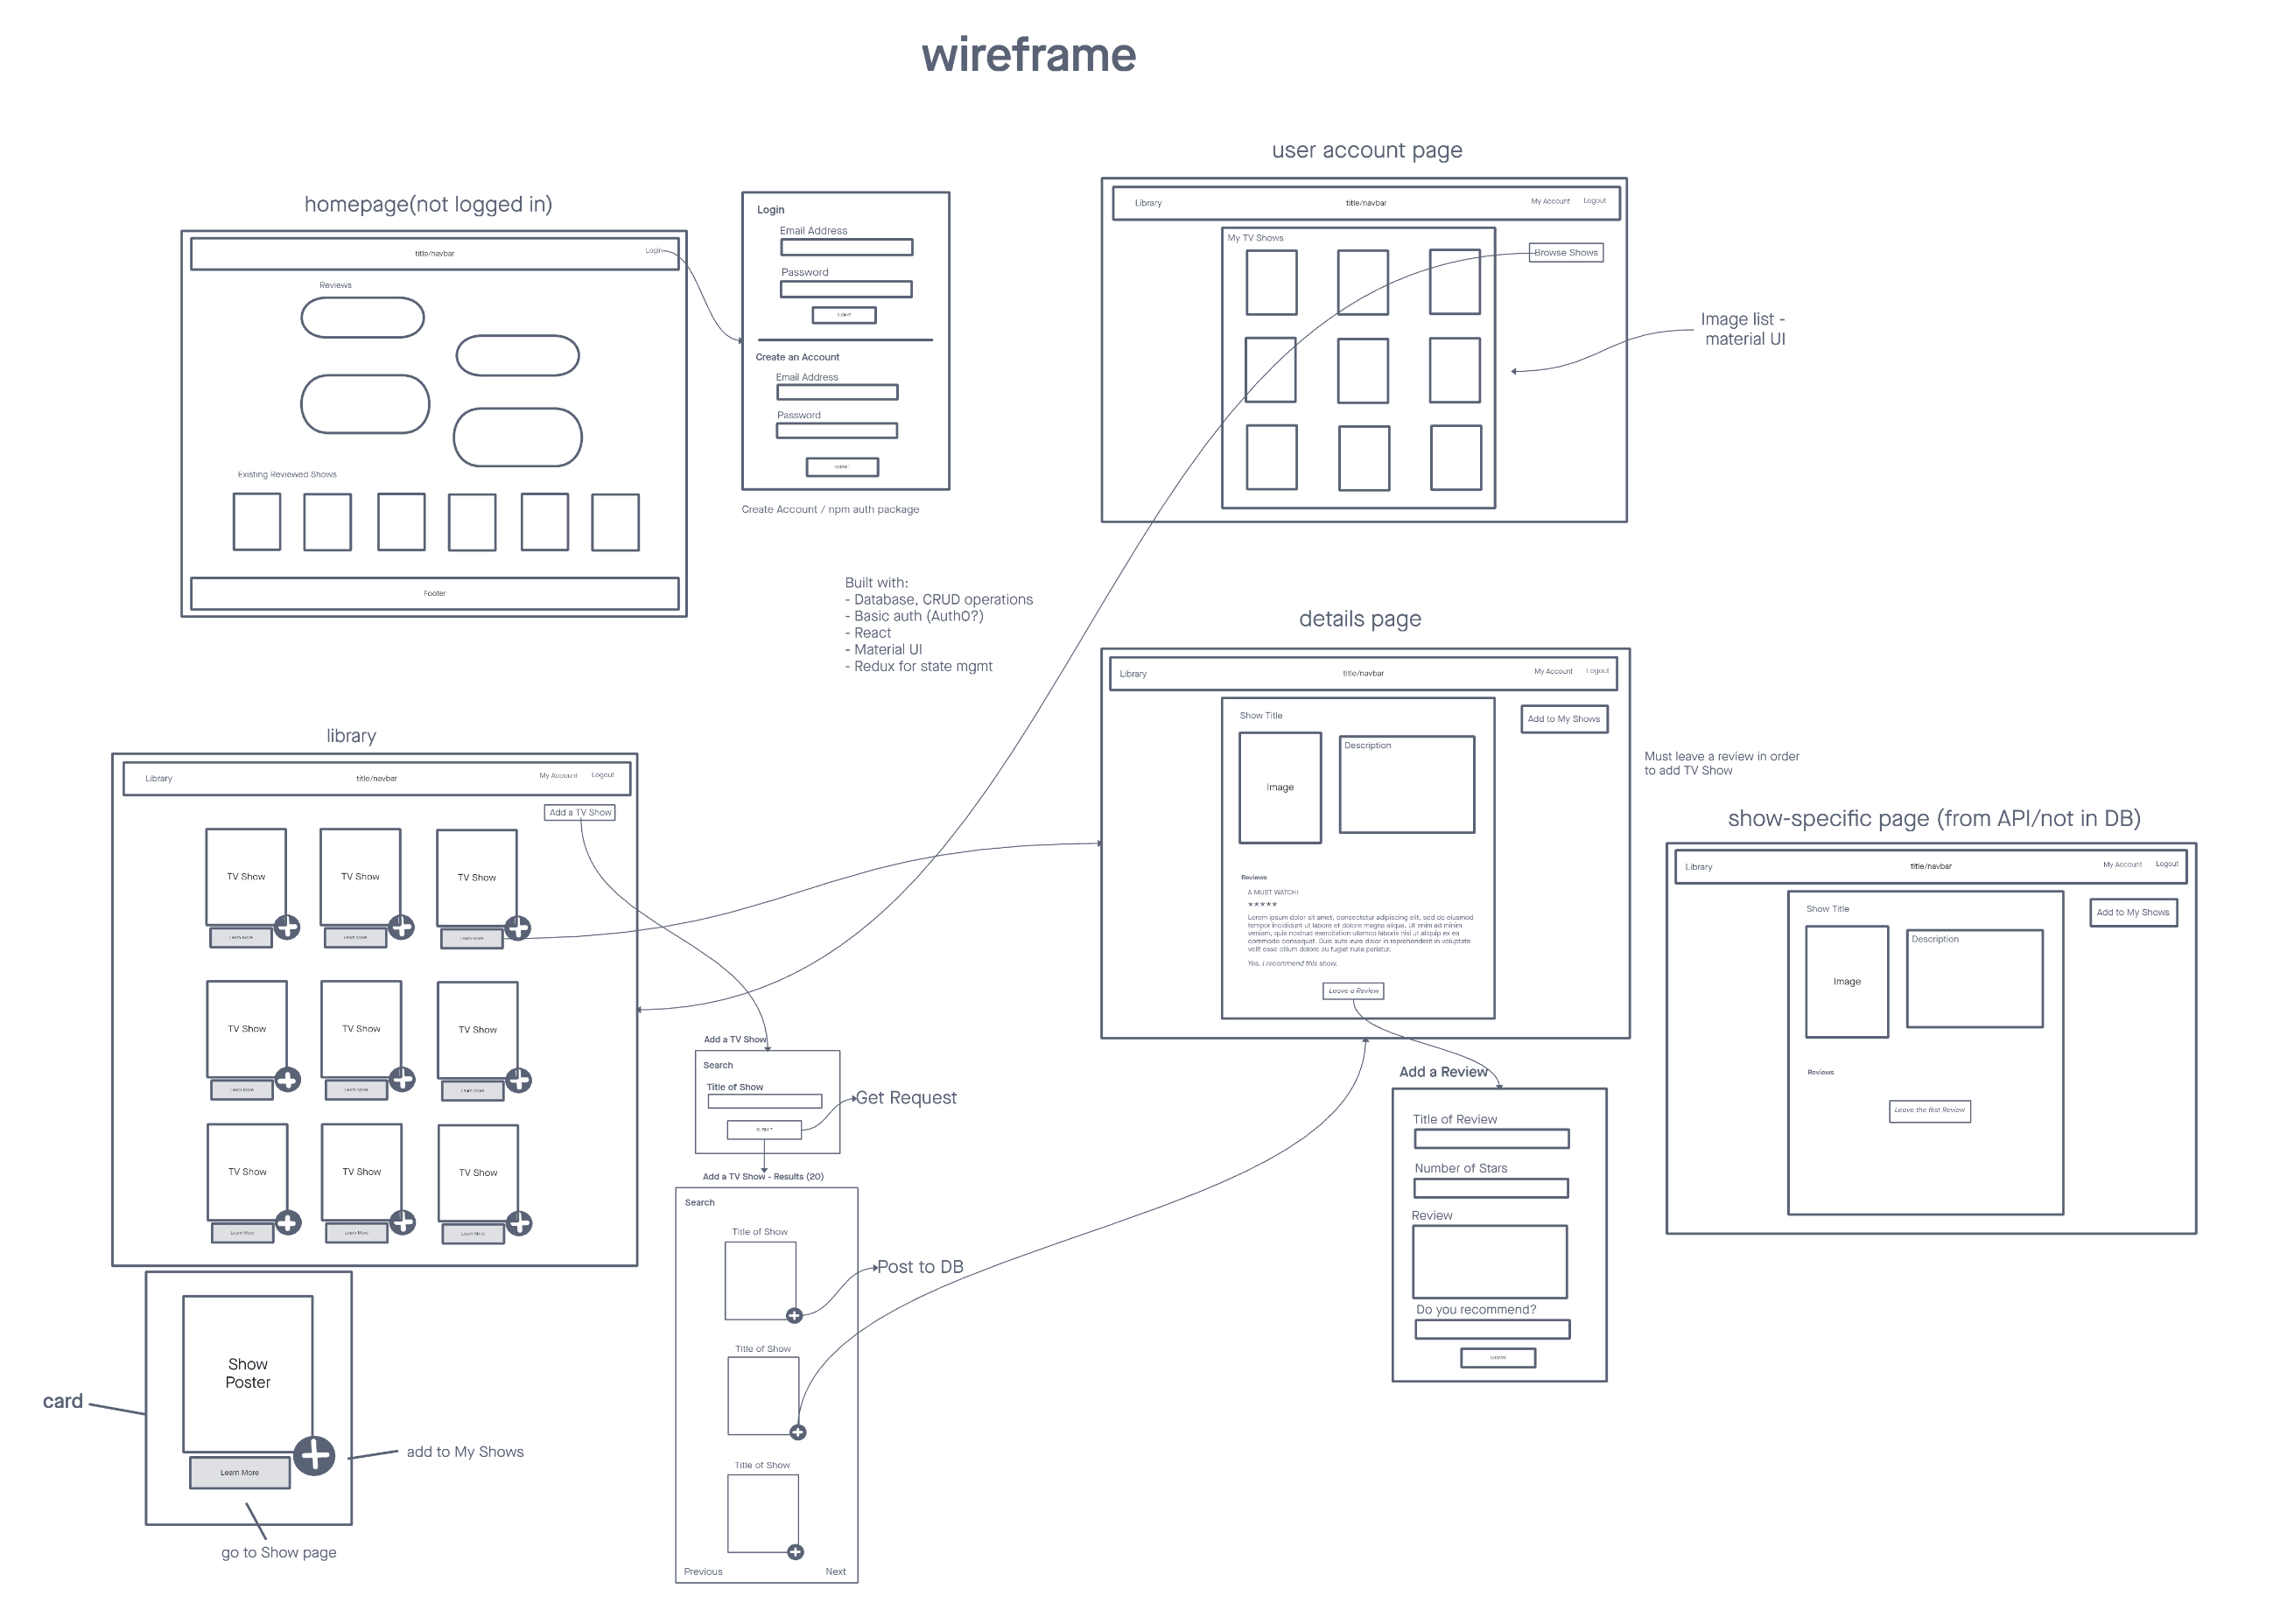 wireframe
homepage(not logged in)
title/navbar
Login
Reviews
Existing Reviewed Shows
Footer
Login
Email Address
Password
SUBMIT
Create an Account
Email Address
Password
SUBMIT
Create Account / npm auth package
user account page
Library
title/navbar
My Account
Logout
My TV Shows
Browse Shows
Image list -
material UI
Built with:
- Database, CRUD operations
- Basic auth (Auth0?)
- React
- Material UI
- Redux for state mgmt
details page
Library
title/navbar
My Account
Logout
Show Title
Add to My Shows
Image
Description
Reviews
A MUST WATCH!
★★★★★
Lorem ipsum dolor sit amet, consectetur adipiscing elit, sed do eiusmod
tempor incididunt ut labore et dolore magna aliqua. Ut enim ad minim
veniam, quis nostrud exercitation ullamco laboris nisi ut aliquip ex ea
commodo consequat. Duis aute irure dolor in reprehenderit in voluptate
velit esse cillum dolore eu fugiat nulla pariatur.
Yes, I recommend this show.
Leave a Review
Must leave a review in order
to add TV Show
library
Library
title/navbar
My Account
Logout
Add a TV Show
TV Show
TV Show
TV Show
Learn More
Learn More
Learn More
TV Show
TV Show
TV Show
Learn More
Learn More
Learn More
TV Show
TV Show
TV Show
Learn More
Learn More
Learn More
card
Show
Poster
Learn More
add to My Shows
go to Show page
Add a TV Show
Search
Title of Show
SUBMIT
Get Request
Add a TV Show - Results (20)
Search
Title of Show
Post to DB
Title of Show
Title of Show
Previous
Next
Add a Review
Title of Review
Number of Stars
Review
Do you recommend?
SUBMIT
show-specific page (from API/not in DB)
Library
title/navbar
My Account
Logout
Show Title
Add to My Shows
Image
Description
Reviews
Leave the first Review